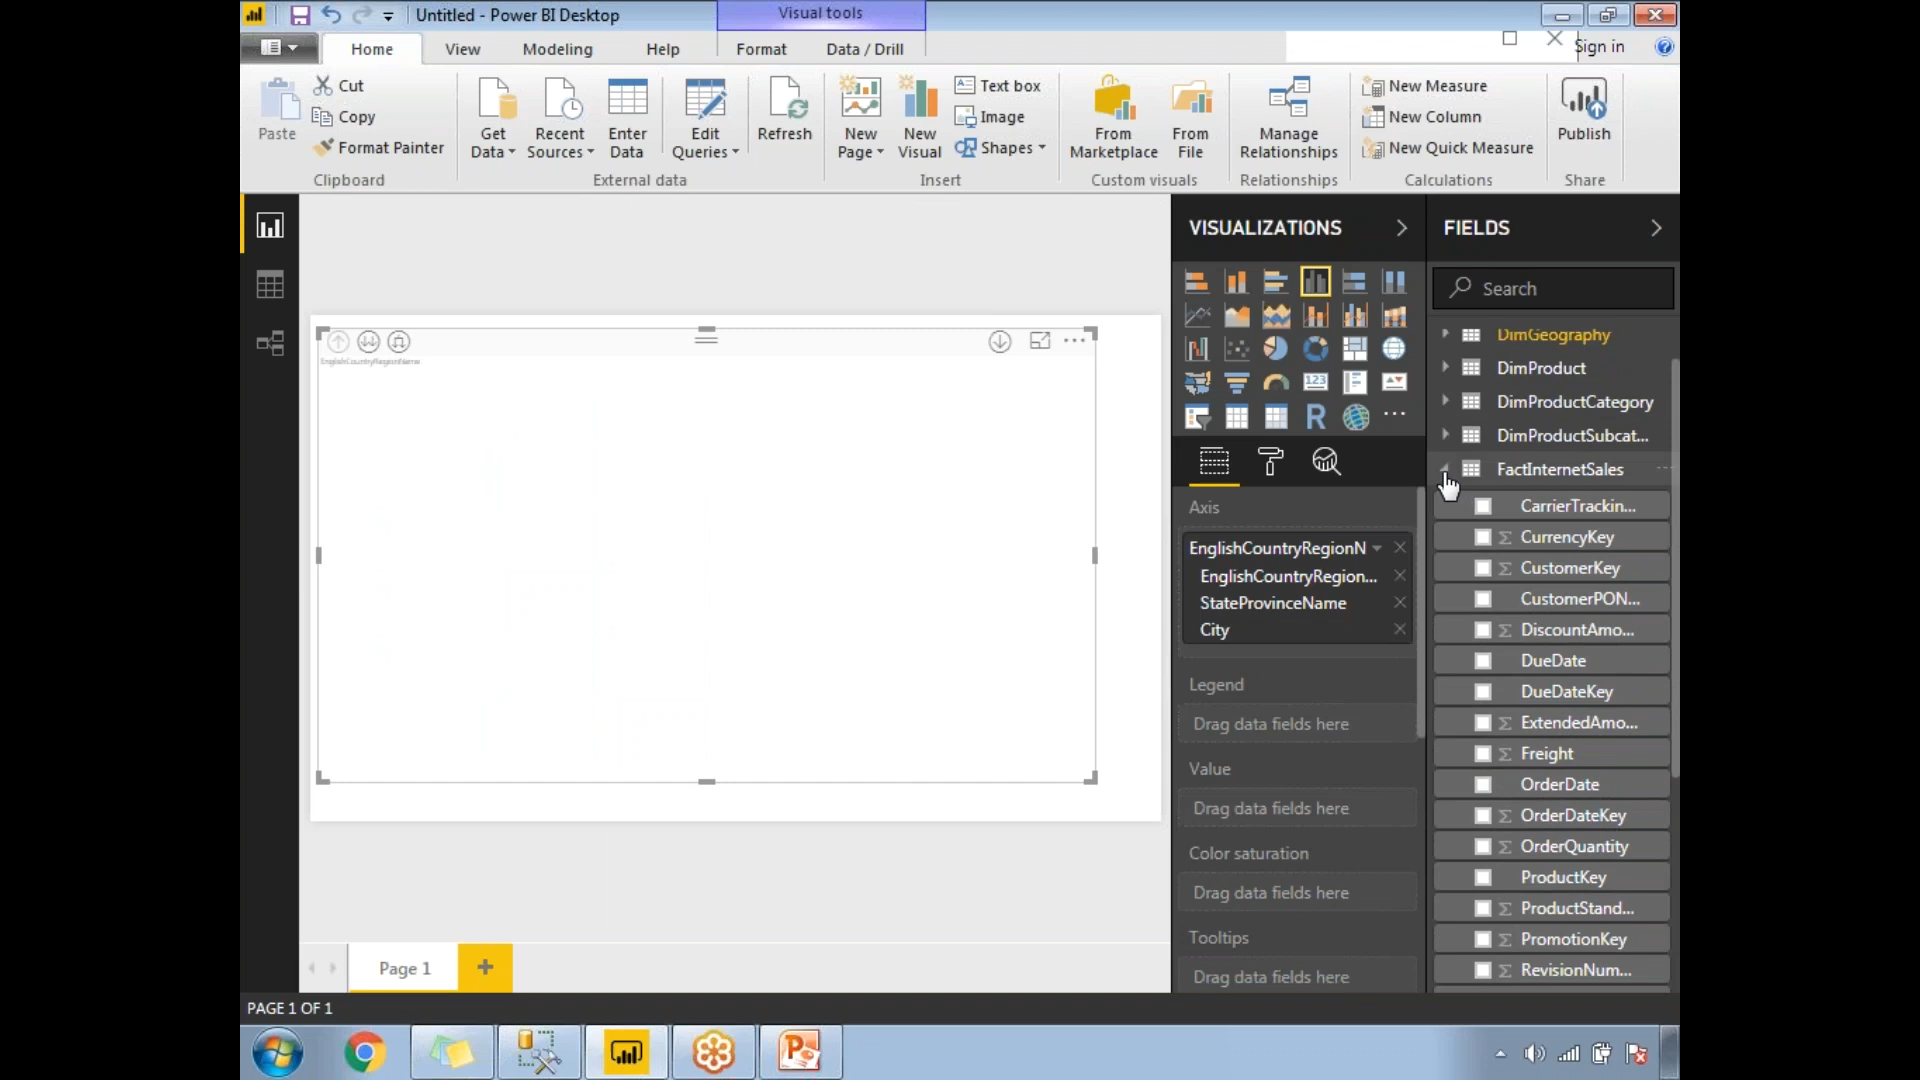 Untitled - Power BI Desktop
Visual tools
Home
View
Modeling
Help
Format
Data / Drill
Sign in
Paste
Cut
Copy
Format Painter
Clipboard
Get Data
Recent Sources
Enter Data
Edit Queries
Refresh
External data
New Page
New Visual
Text box
Image
Shapes
Insert
From Marketplace
From File
Custom visuals
Manage Relationships
Relationships
New Measure
New Column
New Quick Measure
Calculations
Publish
Share
EnglishCountryRegionName
VISUALIZATIONS
123
R
Axis
EnglishCountryRegionN
EnglishCountryRegion...
StateProvinceName
City
Legend
Drag data fields here
Value
Drag data fields here
Color saturation
Drag data fields here
Tooltips
Drag data fields here
FIELDS
Search
DimGeography
DimProduct
DimProductCategory
DimProductSubcat...
FactInternetSales
CarrierTrackin...
CurrencyKey
CustomerKey
CustomerPON...
DiscountAmo...
DueDate
DueDateKey
ExtendedAmo...
Freight
OrderDate
OrderDateKey
OrderQuantity
ProductKey
ProductStand...
PromotionKey
RevisionNum...
Page 1
PAGE 1 OF 1